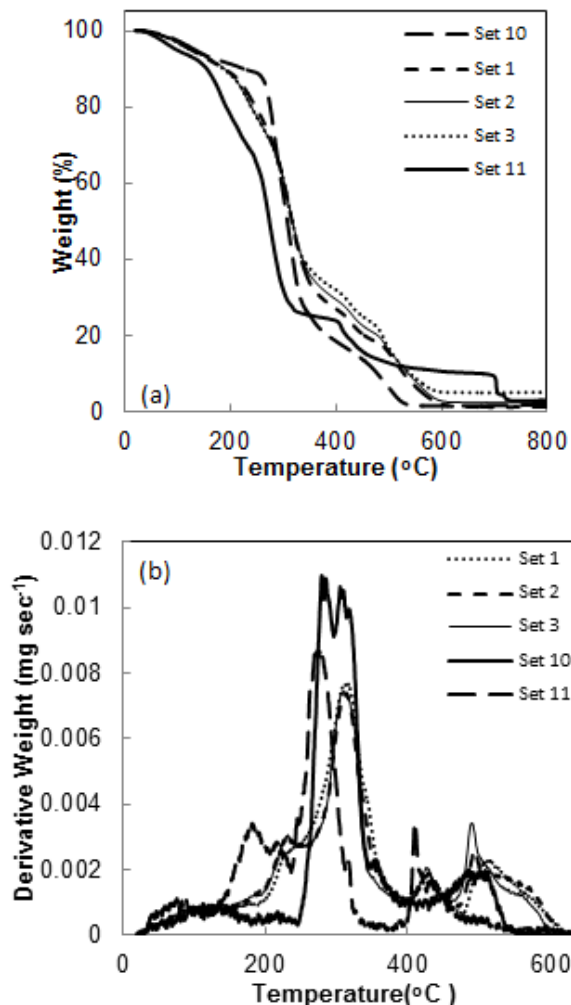 100
80
60
40
20
0
Weight (%)
(a)
Set 10
Set 1
Set 2
Set 3
Set 11
0 200 400 600 800
Temperature (oC)
0.012
0.01
0.008
0.006
0.004
0.002
0
Derivative Weight (mg sec-1)
(b)
Set 1
Set 2
Set 3
Set 10
Set 11
0 200 400 600
Temperature(oC )